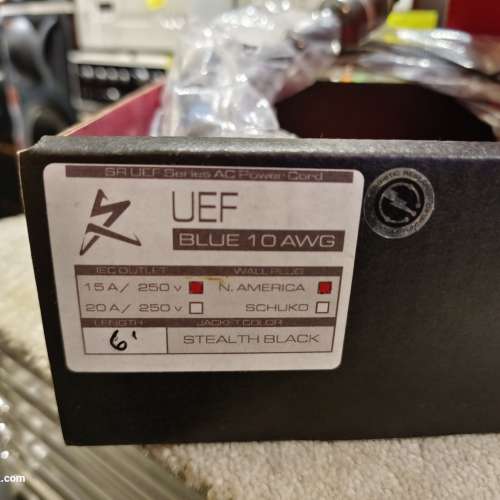 SR UEF Series AC Power Cord
UEF
BLUE 10 AWG
IEC OUTLET WALL PLUG
15 A / 250 v N. AMERICA
20 A / 250 v SCHUKO
LENGTH JACKET COLOR
6' STEALTH BLACK